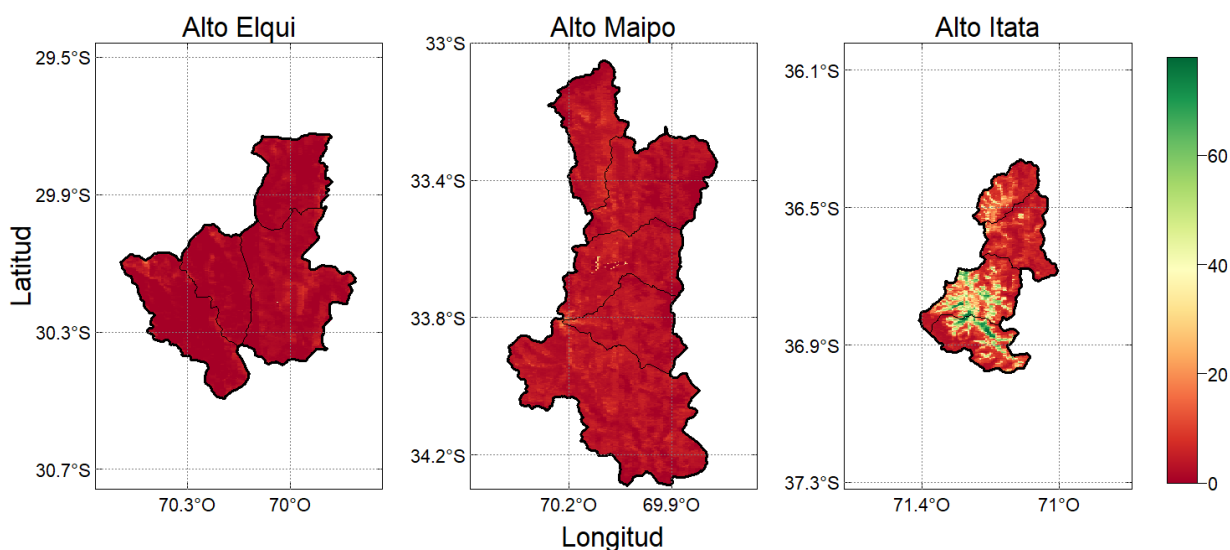 Alto Elqui
Alto Maipo
Alto Itata
Latitud
29.5°S
29.9°S
30.3°S
30.7°S
70.3°O
70°O
33°S
33.4°S
33.8°S
34.2°S
70.2°O
69.9°O
36.1°S
36.5°S
36.9°S
37.3°S
71.4°O
71°O
60
40
20
0
Longitud